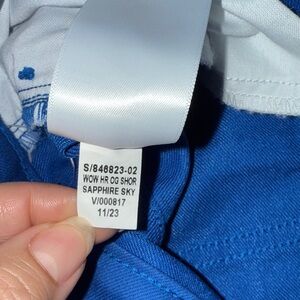 S/846823-02
WOW HR OG SHOR
SAPPHIRE SKY
V/000817
11/23